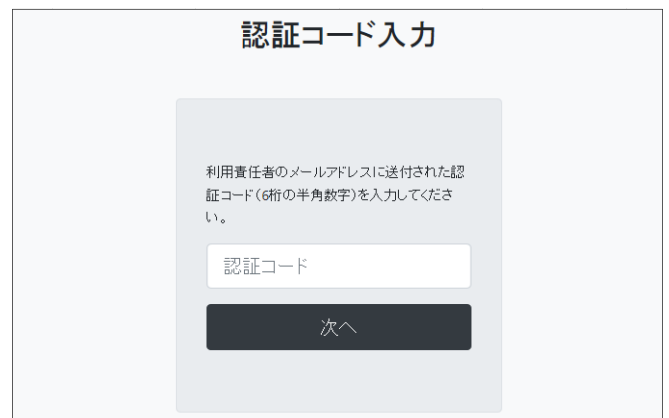 認証コード入力
利用責任者のメールアドレスに送付された認
証コード(6桁の半角数字)を入力してくださ
い。
認証コード
次へ